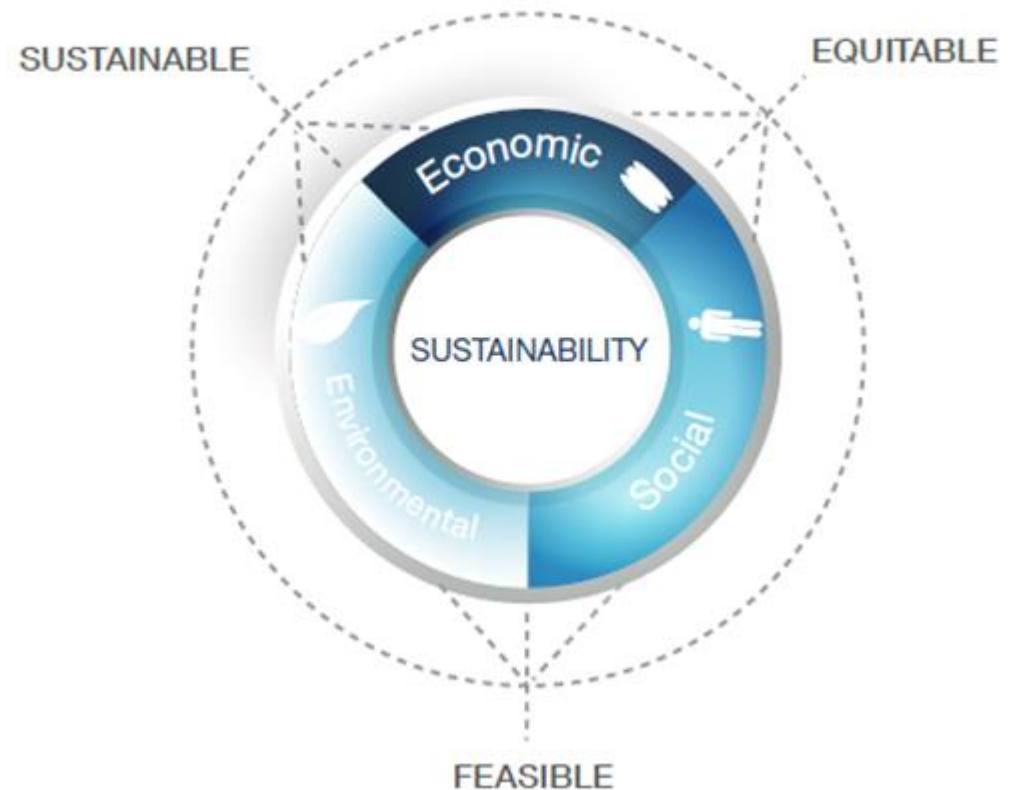 SUSTAINABLE
EQUITABLE
Economic
SUSTAINABILITY
Environmental
Social
FEASIBLE